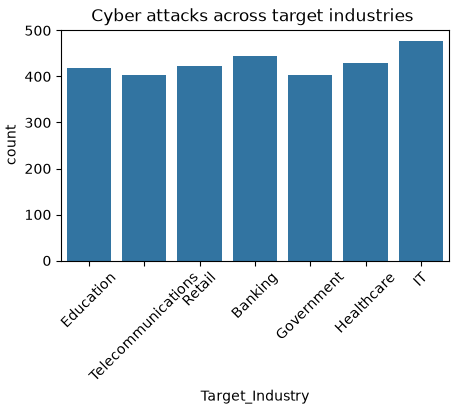 Cyber attacks across target industries
500
400
300
200
100
0
count
Education
Telecommunications
Retail
Banking
Government
Healthcare
IT
Target_Industry